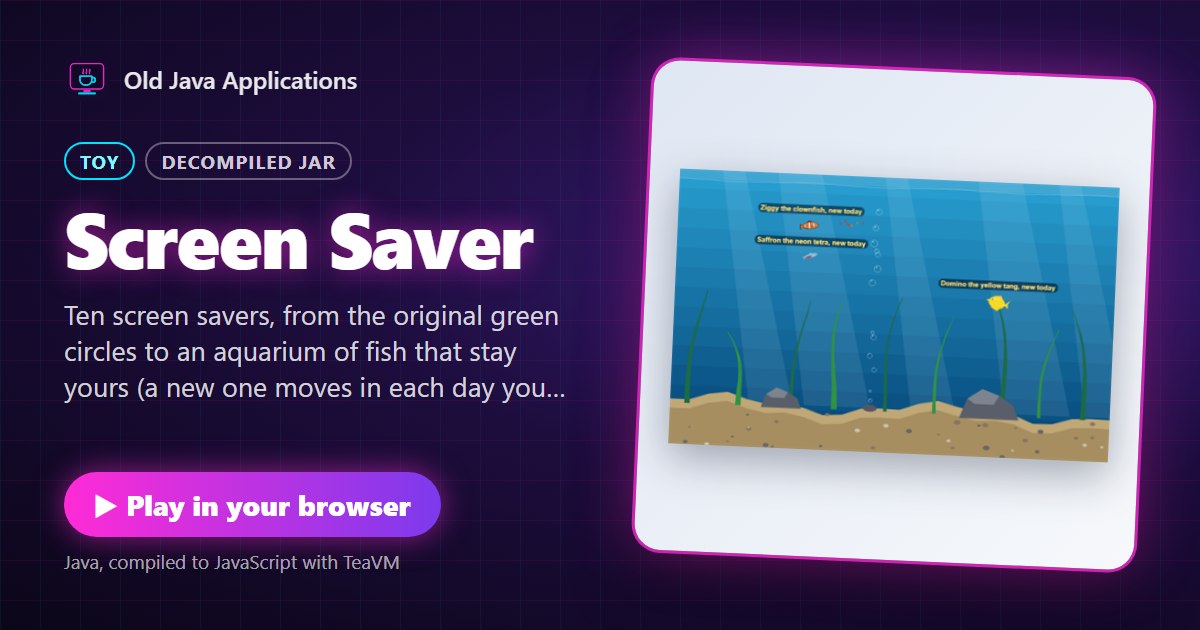 Old Java Applications
TOY
DECOMPILED JAR
Screen Saver
Ten screen savers, from the original green
circles to an aquarium of fish that stay
yours (a new one moves in each day you...
▶ Play in your browser
Java, compiled to JavaScript with TeaVM
Ziggy the clownfish, new today
Saffron the neon tetra, new today
Domino the yellow tang, new today